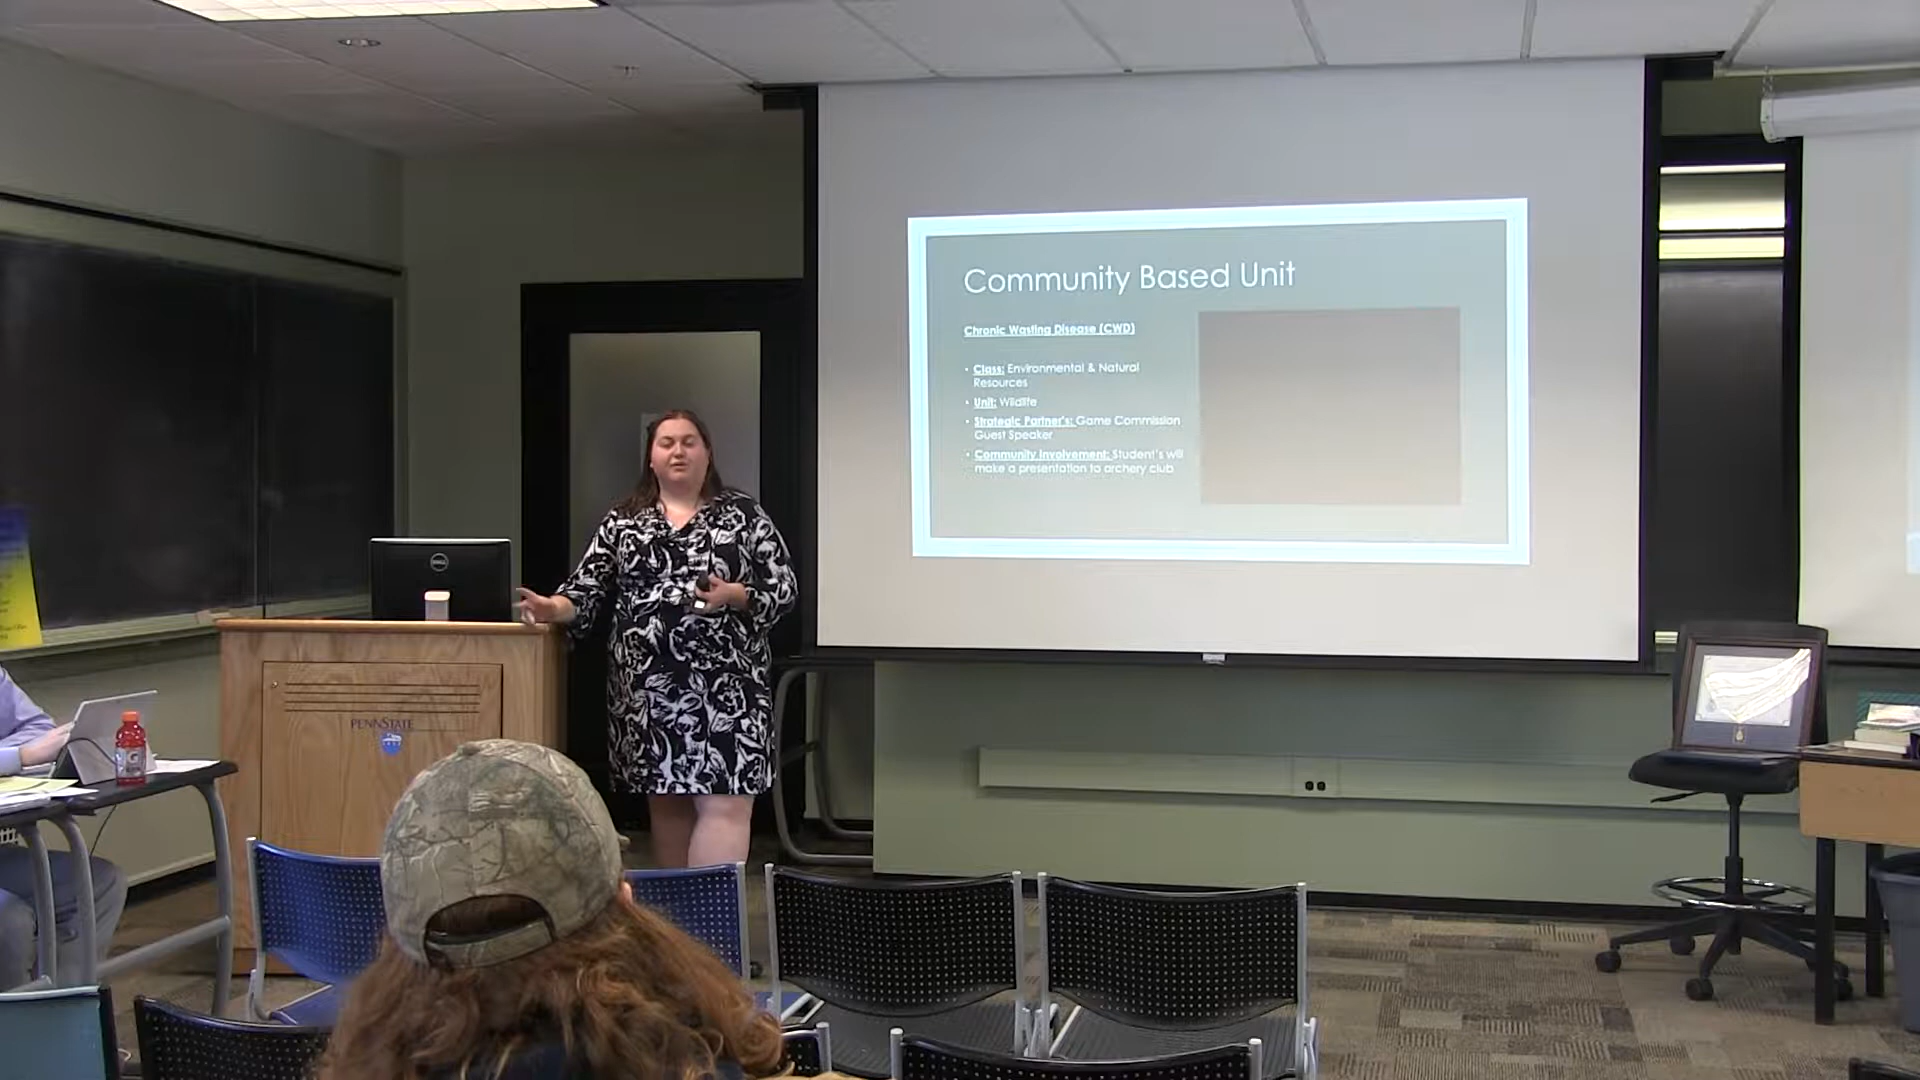 Community Based Unit
Chronic Wasting Disease (CWD)
• Class: Environmental & Natural
Resources
• Unit: Wildlife
• Strategic Partner's: Game Commission
Guest Speaker
• Community Involvement: Student's will
make a presentation to archery club
DELL
PENNSTATE
G